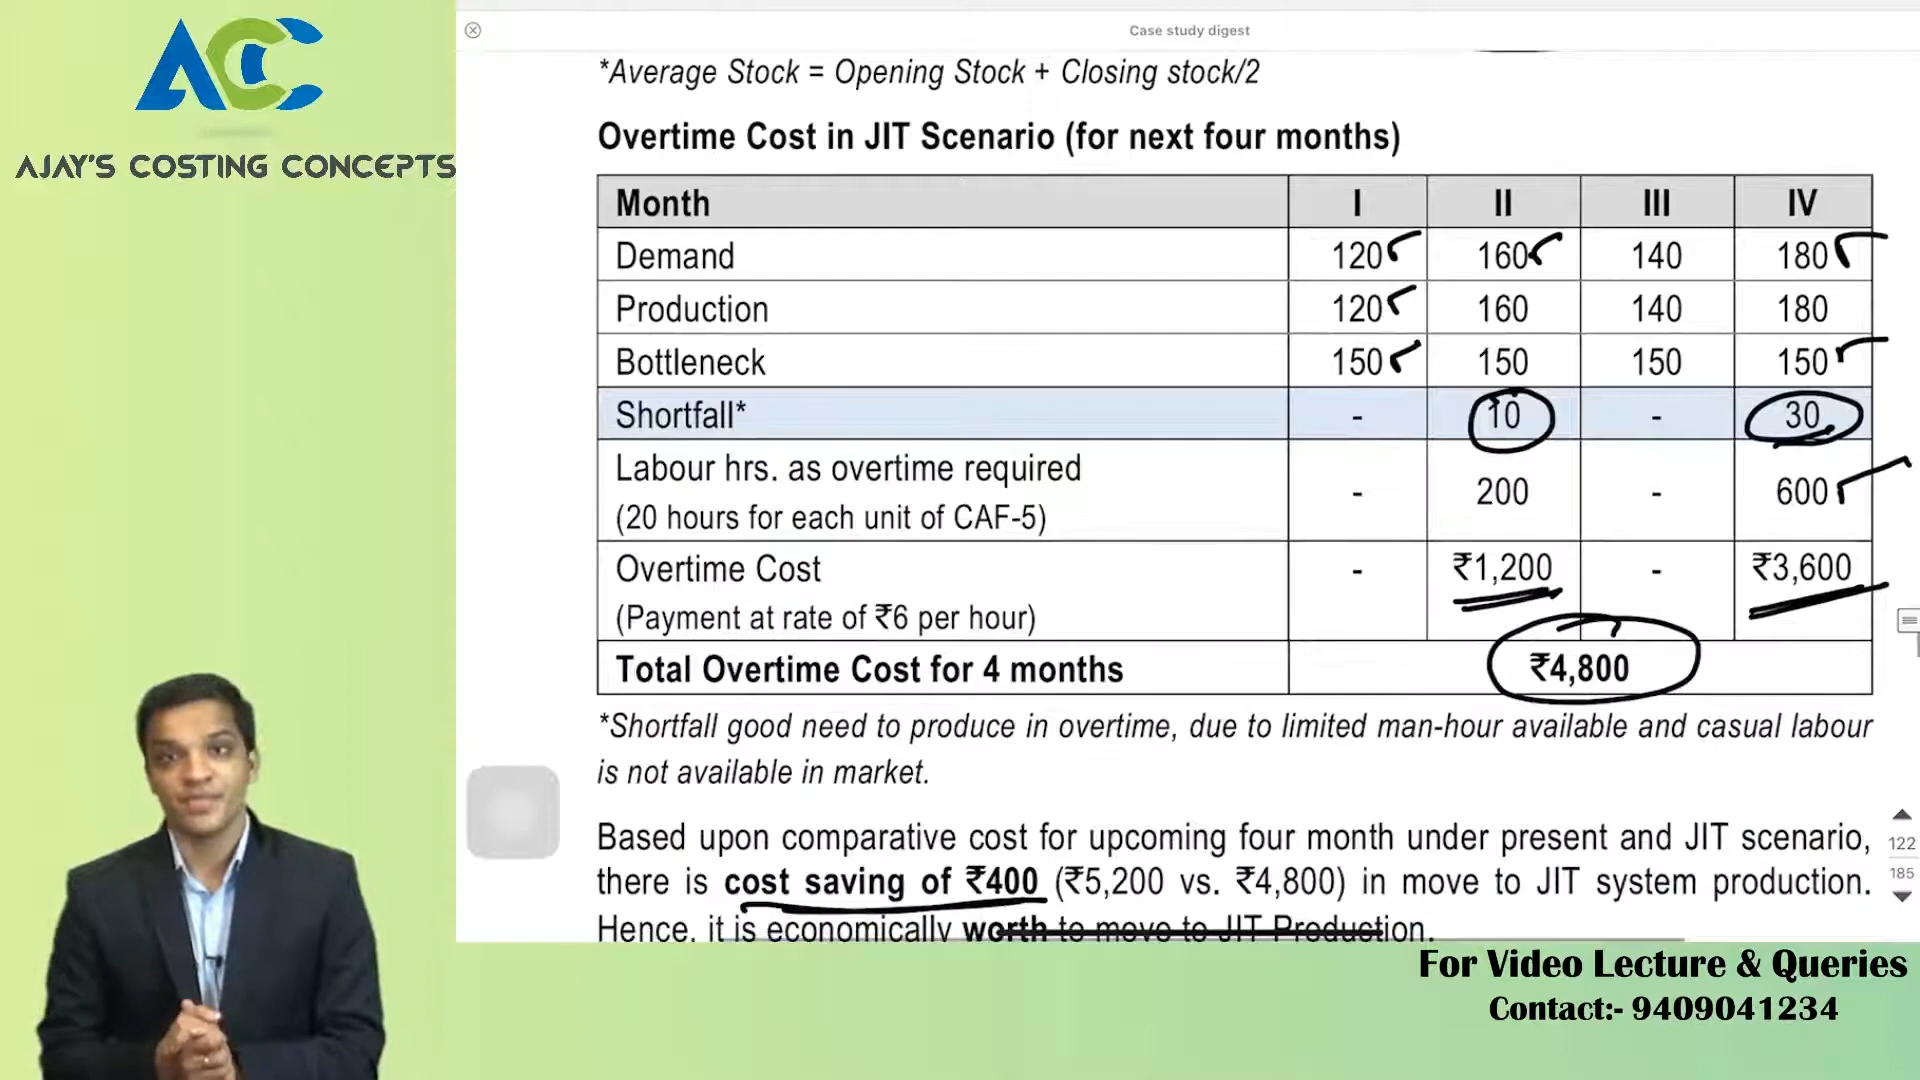 ACC
AJAY'S COSTING CONCEPTS
Case study digest
*Average Stock = Opening Stock + Closing stock/2
Overtime Cost in JIT Scenario (for next four months)
Month I II III IV
Demand 120 160 140 180
Production 120 160 140 180
Bottleneck 150 150 150 150
Shortfall* - 10 - 30
Labour hrs. as overtime required
(20 hours for each unit of CAF-5) - 200 - 600
Overtime Cost
(Payment at rate of ₹6 per hour) - ₹1,200 - ₹3,600
Total Overtime Cost for 4 months ₹4,800
*Shortfall good need to produce in overtime, due to limited man-hour available and casual labour
is not available in market.
Based upon comparative cost for upcoming four month under present and JIT scenario,
there is cost saving of ₹400 (₹5,200 vs. ₹4,800) in move to JIT system production.
Hence, it is economically worth to move to JIT Production.
122
185
For Video Lecture & Queries
Contact:- 9409041234